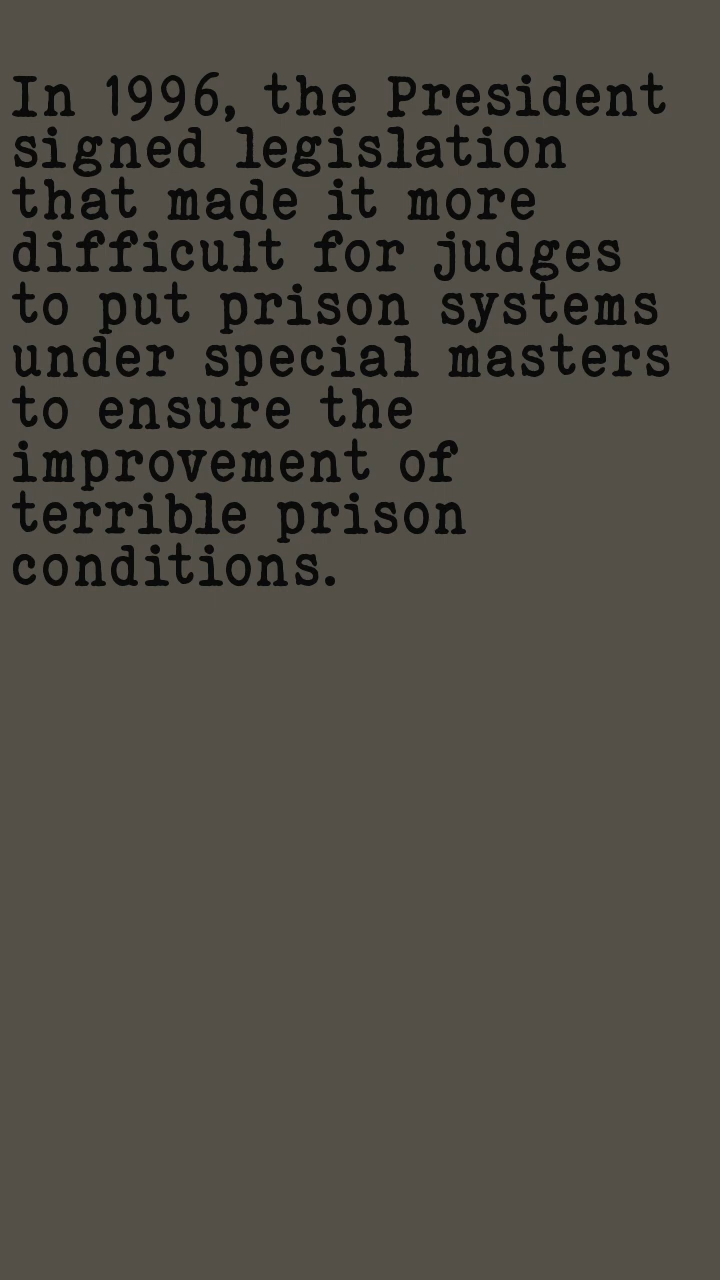 In 1996, the President
signed legislation
that made it more
difficult for judges
to put prison systems
under special masters
to ensure the
improvement of
terrible prison
conditions.